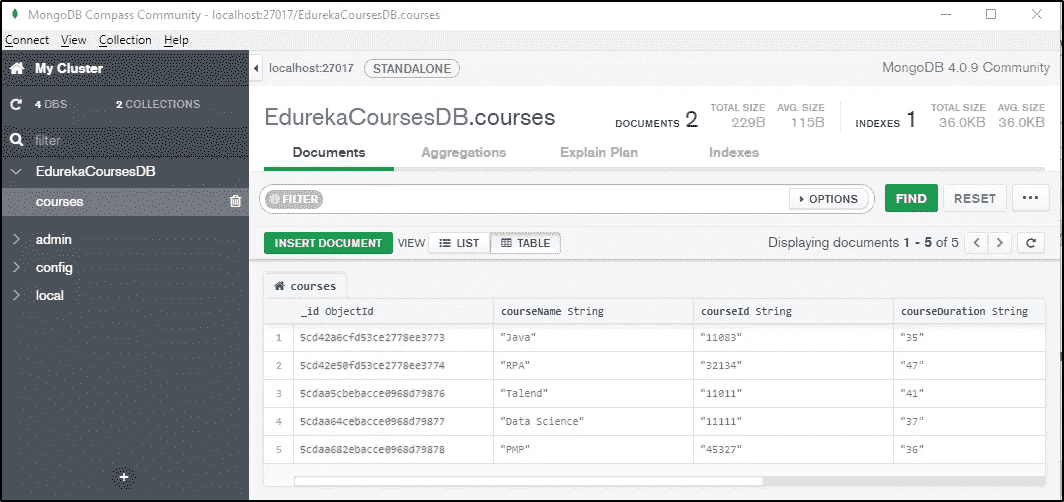 MongoDB Compass Community - localhost:27017/EdurekaCoursesDB.courses
Connect View Collection Help
My Cluster
localhost:27017 STANDALONE
MongoDB 4.0.9 Community
4 DBS 2 COLLECTIONS
filter
EdurekaCoursesDB
courses
admin
config
local
EdurekaCoursesDB.courses
DOCUMENTS 2 TOTAL SIZE 229B AVG. SIZE 115B INDEXES 1 TOTAL SIZE 36.0KB AVG. SIZE 36.0KB
Documents Aggregations Explain Plan Indexes
FILTER OPTIONS FIND RESET ...
INSERT DOCUMENT VIEW LIST TABLE Displaying documents 1 - 5 of 5
courses
_id ObjectId courseName String courseId String courseDuration String
1 5cd42a6cfd53ce2778ee3773 "Java" "11083" "35"
2 5cd42e50fd53ce2778ee3774 "RPA" "32134" "47"
3 5cdaa5cbebacce0968d79876 "Talend" "11011" "41"
4 5cdaa64cebacce0968d79877 "Data Science" "11111" "37"
5 5cdaa682ebacce0968d79878 "PMP" "45327" "36"